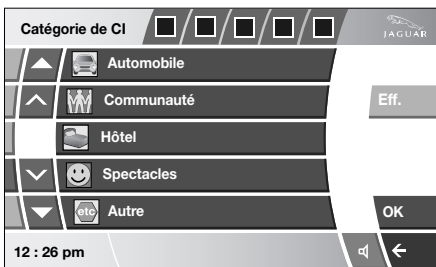 Catégorie de CI
JAGUAR
Automobile
Communauté
Eff.
Hôtel
Spectacles
etc
Autre
OK
12 : 26 pm